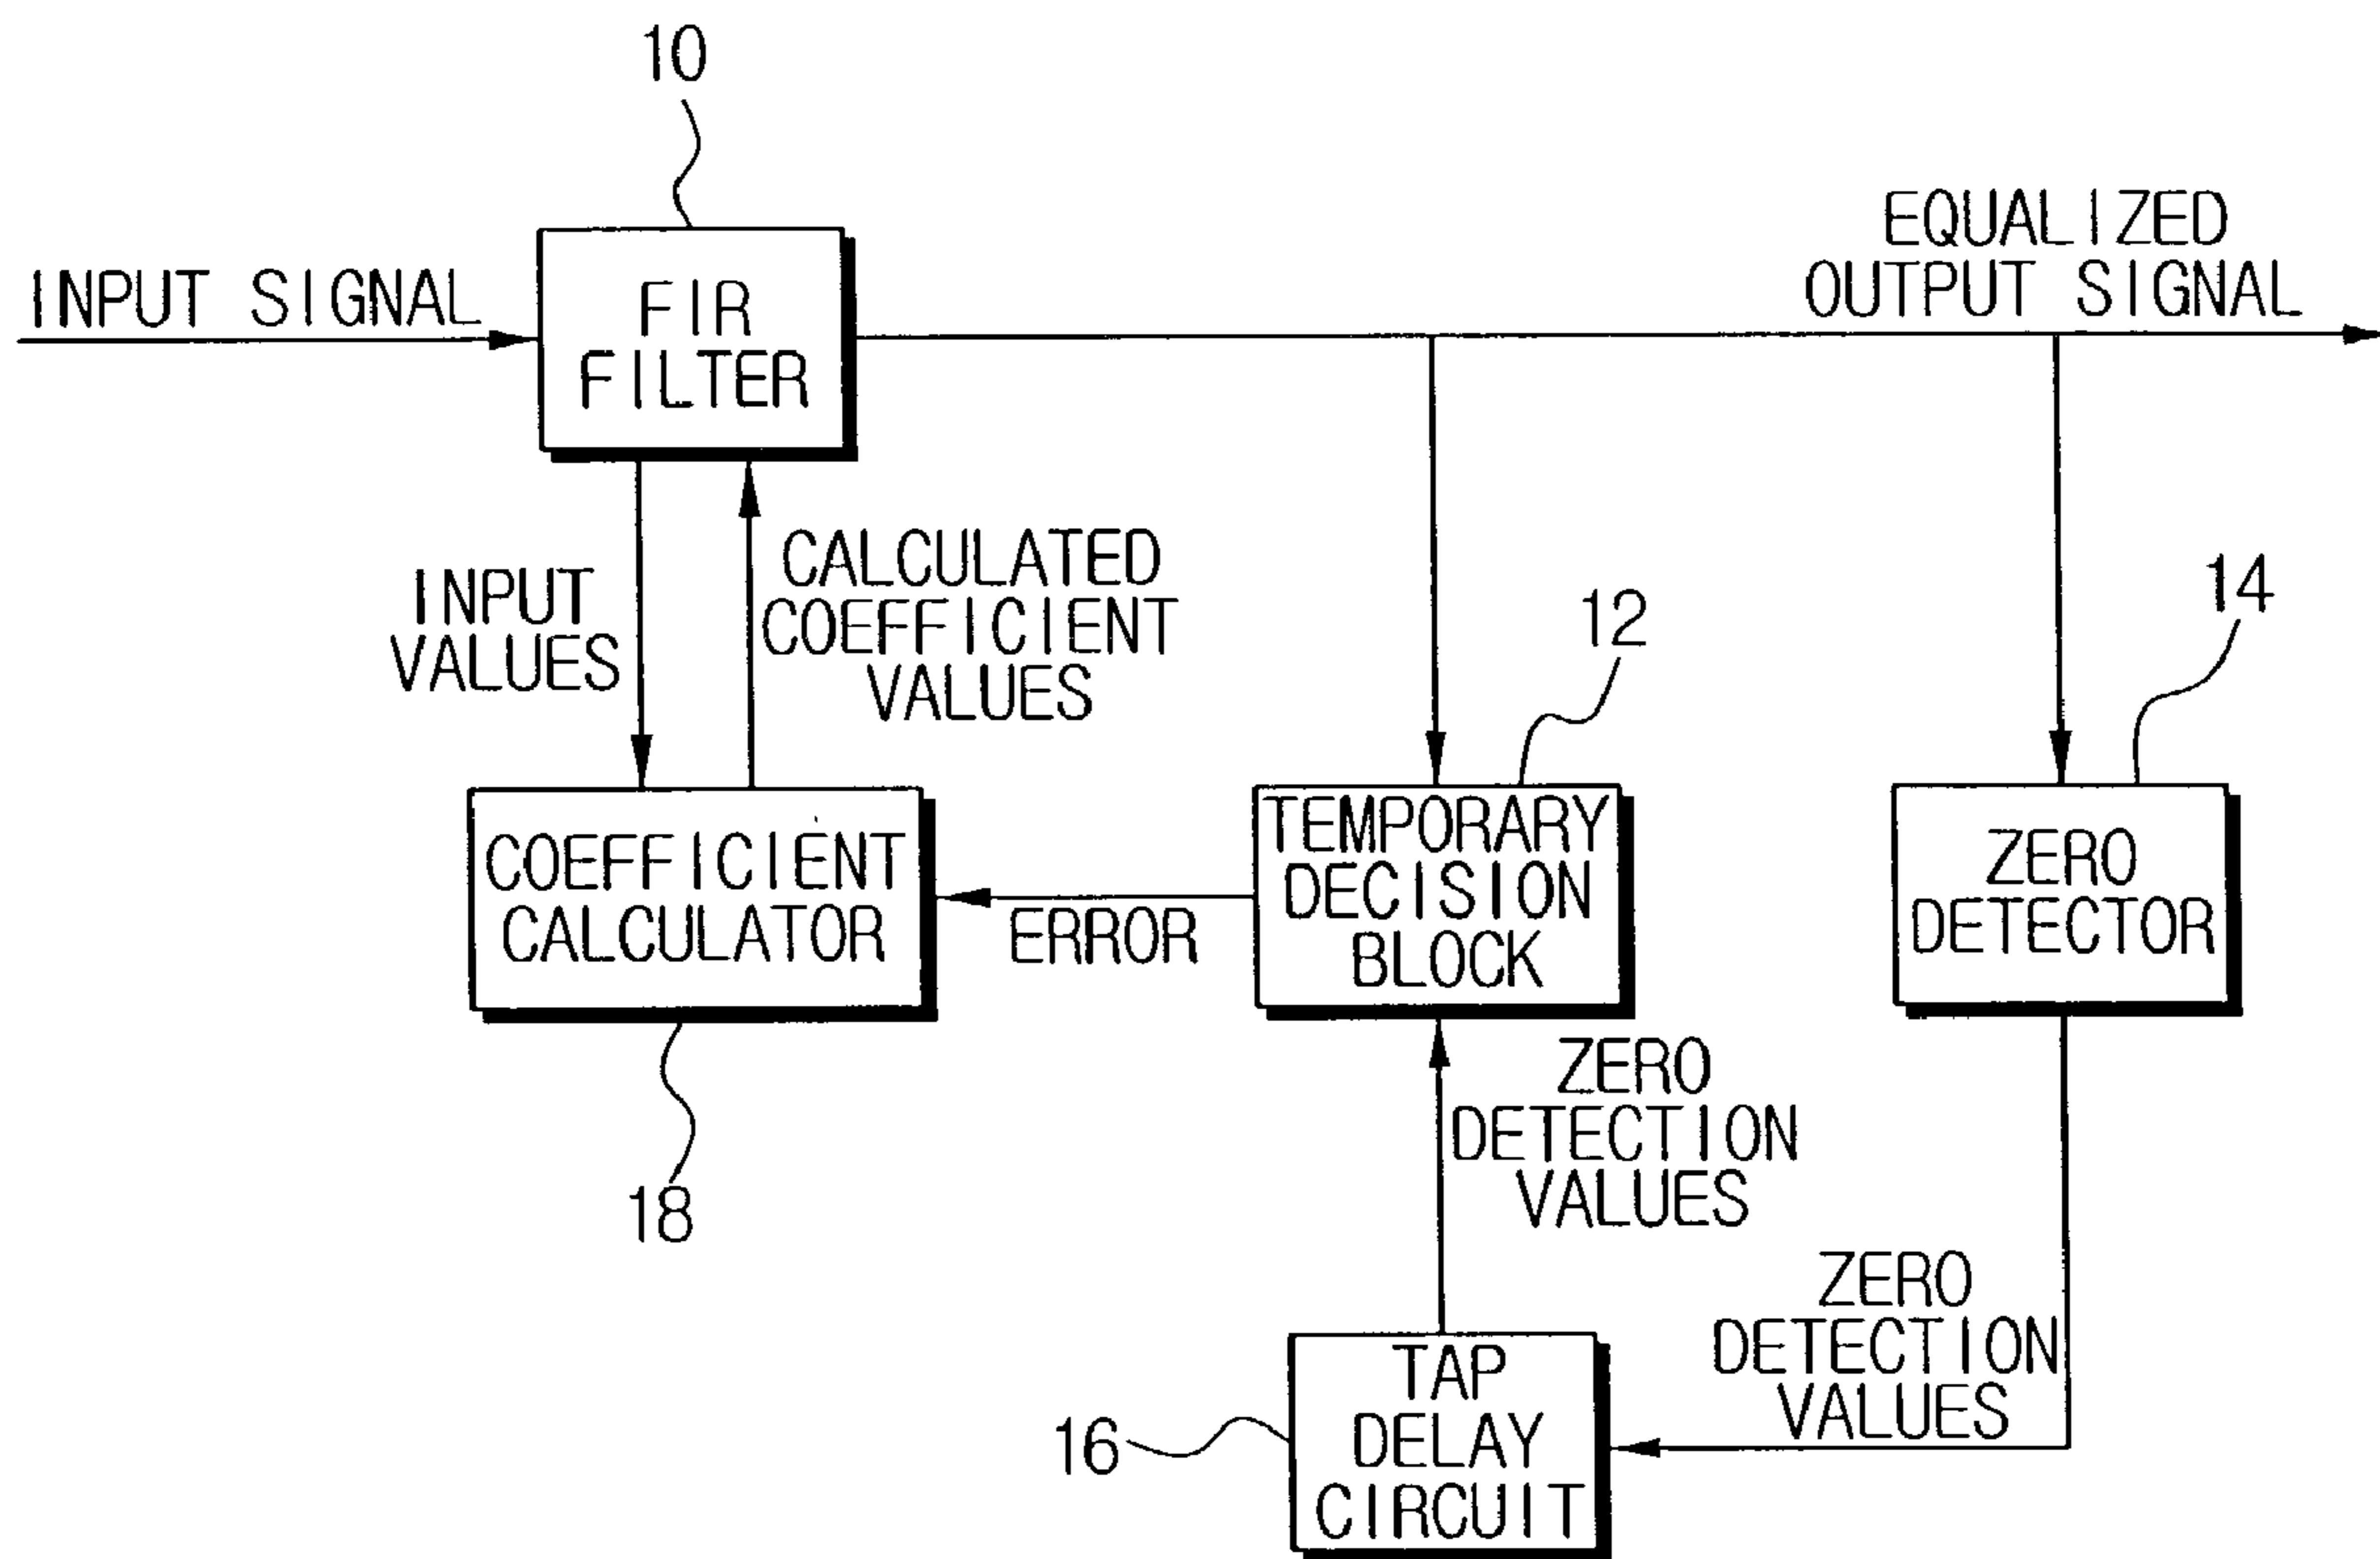 10
INPUT SIGNAL
FIR
FILTER
EQUALIZED
OUTPUT SIGNAL
INPUT
VALUES
CALCULATED
COEFFICIENT
VALUES
12
14
COEFFICIENT
CALCULATOR
ERROR
TEMPORARY
DECISION
BLOCK
ZERO
DETECTOR
18
ZERO
DETECTION
VALUES
ZERO
DETECTION
VALUES
16
TAP
DELAY
CIRCUIT